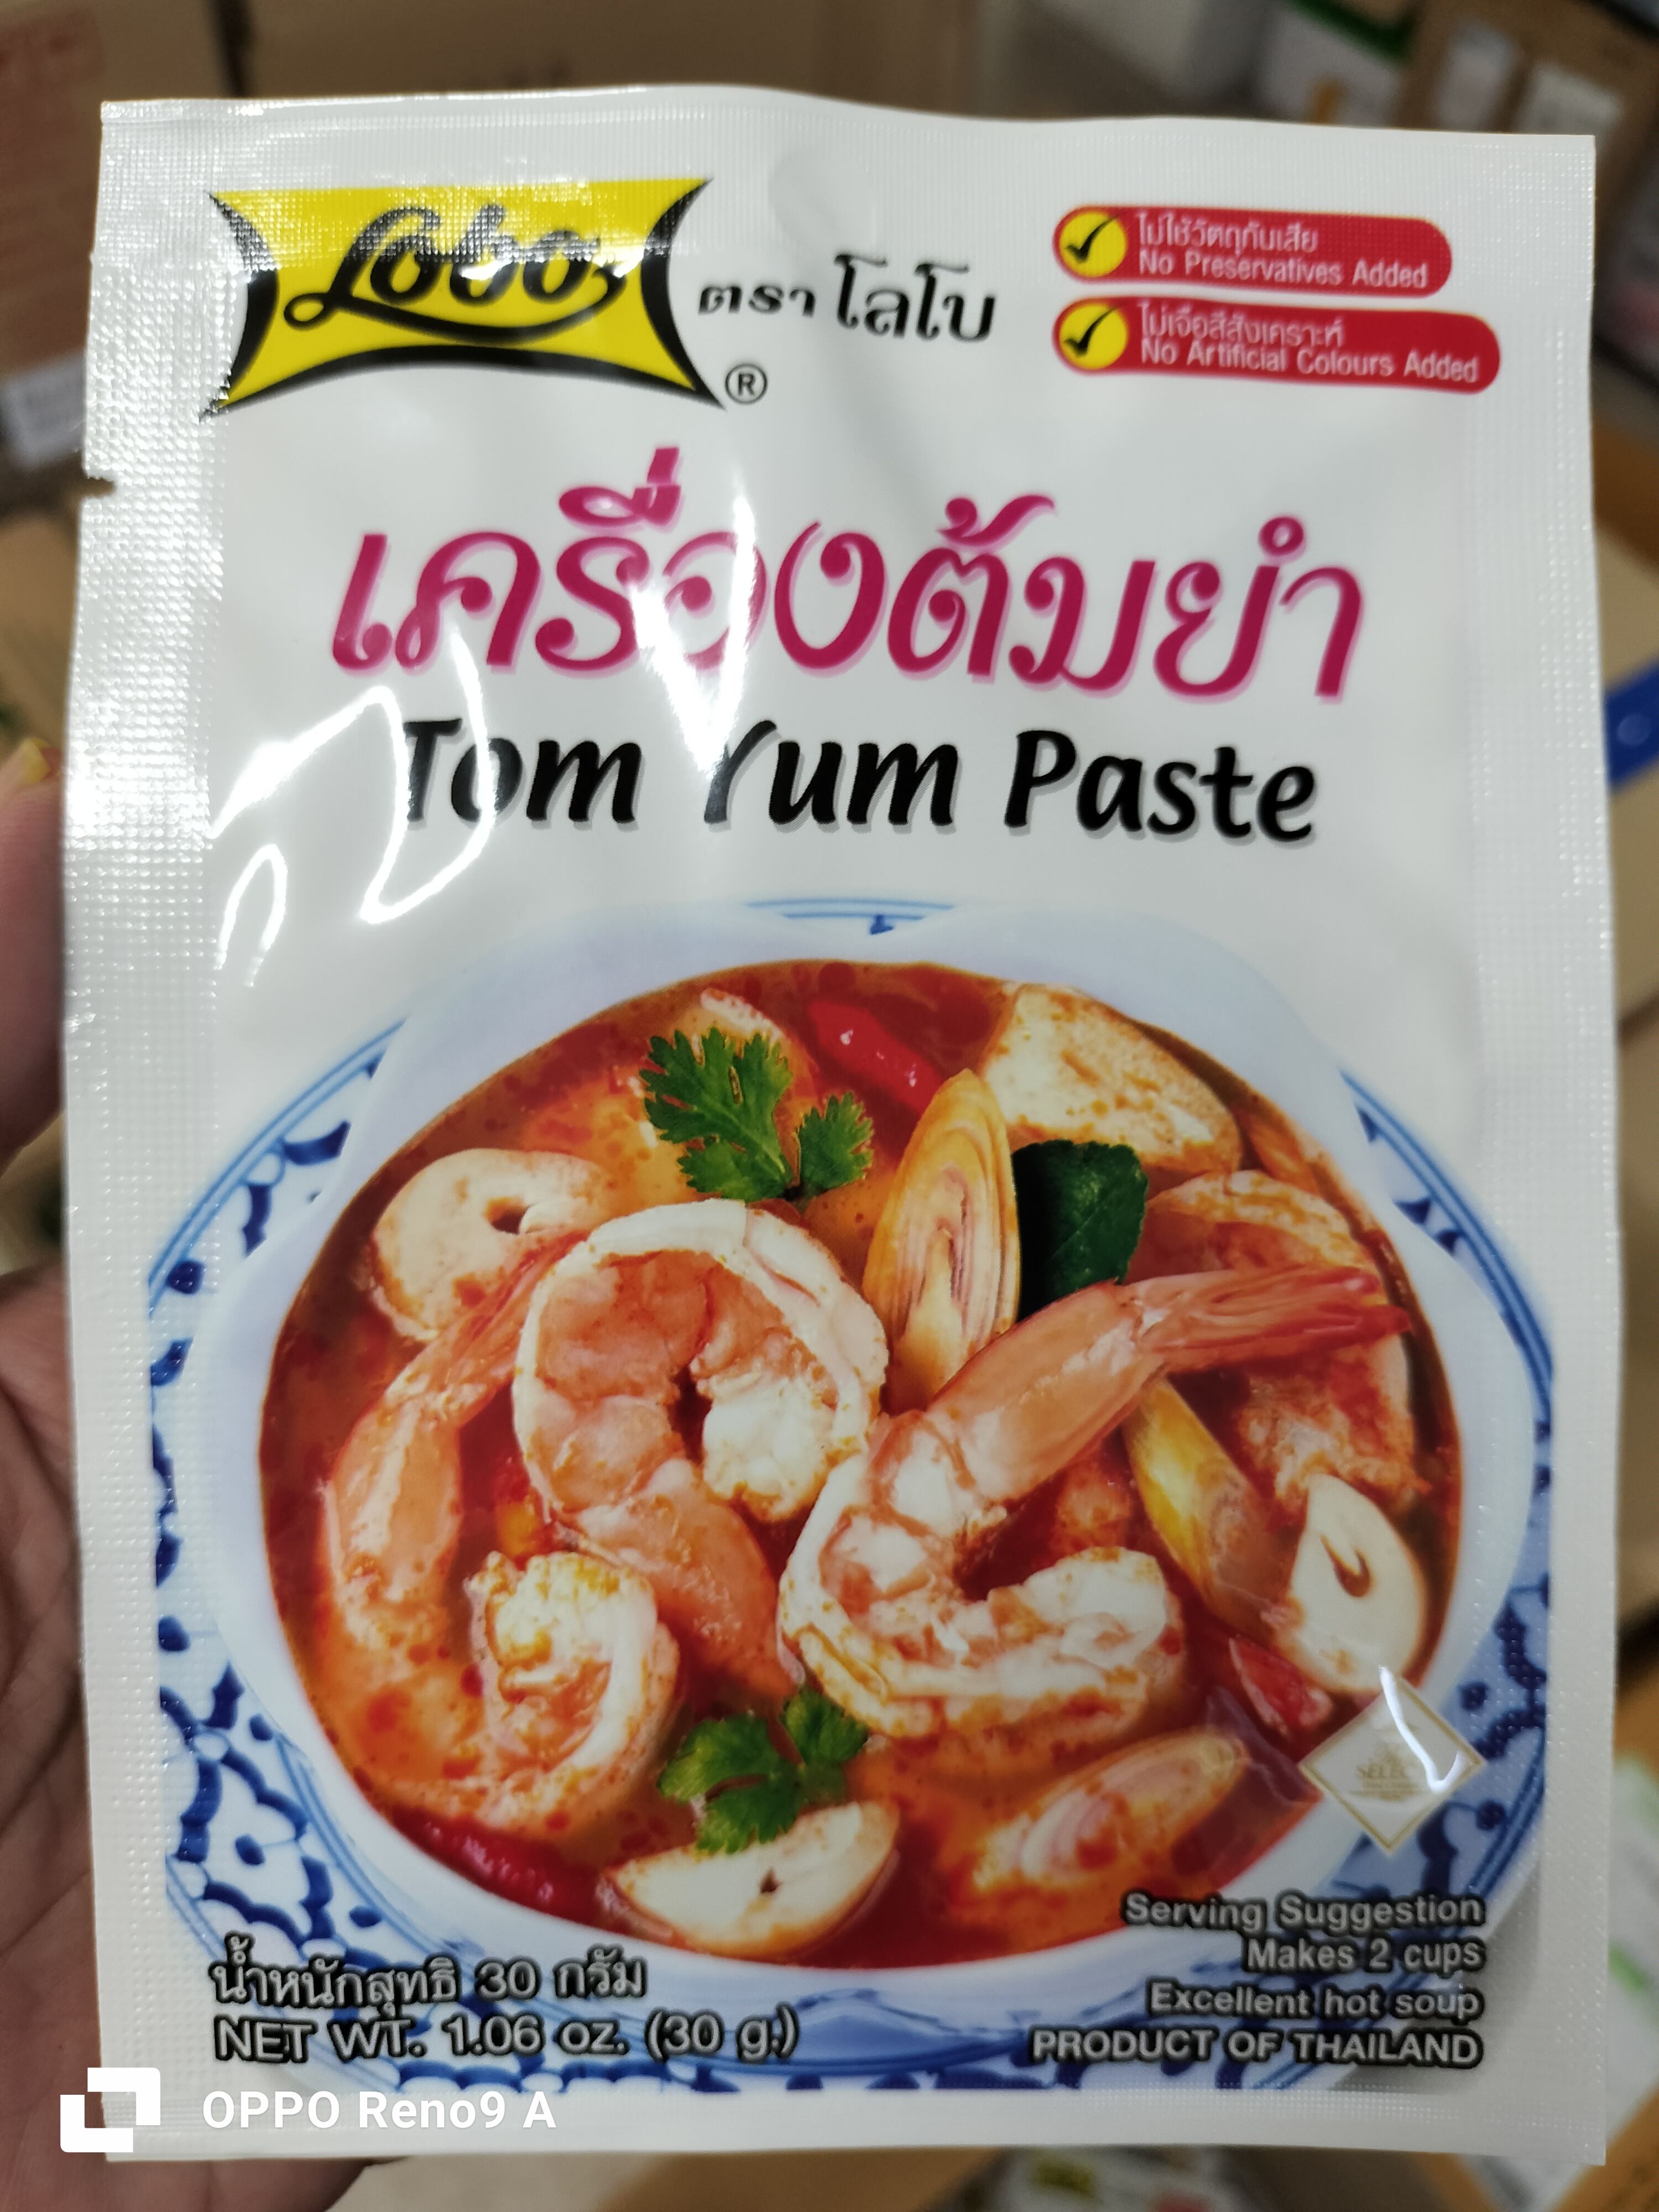 Lobo
ตรา โลโบ
®
ไม่ใช้วัตถุกันเสีย
No Preservatives Added
ไม่เจือสีสังเคราะห์
No Artificial Colours Added
เครื่องต้มยำ
Tom Yum Paste
SELECT
Serving Suggestion
Makes 2 cups
Excellent hot soup
PRODUCT OF THAILAND
น้ำหนักสุทธิ 30 กรัม
NET WT. 1.06 oz. (30 g.)
OPPO Reno9 A